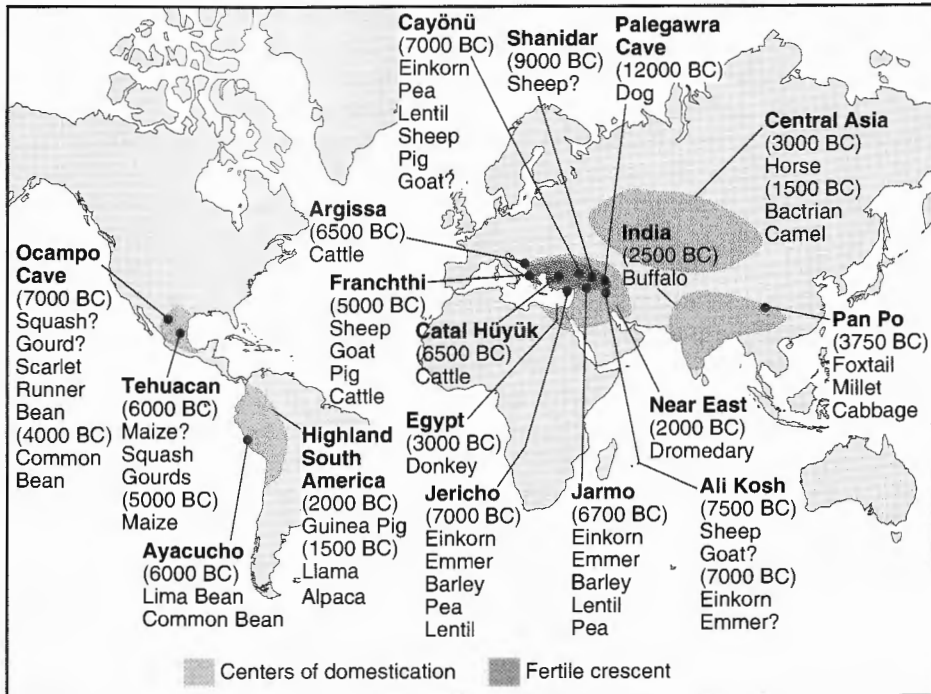 Cayönü
(7000 BC)
Einkorn
Pea
Lentil
Sheep
Pig
Goat?
Shanidar
(9000 BC)
Sheep?
Palegawra
Cave
(12000 BC)
Dog
Central Asia
(3000 BC)
Horse
(1500 BC)
Bactrian
Camel
Argissa
(6500 BC)
Cattle
India
(2500 BC)
Buffalo
Ocampo
Cave
(7000 BC)
Squash?
Gourd?
Scarlet
Runner
Bean
(4000 BC)
Common
Bean
Franchthi
(5000 BC)
Sheep
Goat
Pig
Cattle
Catal Hüyük
(6500 BC)
Cattle
Pan Po
(3750 BC)
Foxtail
Millet
Cabbage
Tehuacan
(6000 BC)
Maize?
Squash
Gourds
(5000 BC)
Maize
Highland
South
America
(2000 BC)
Guinea Pig
(1500 BC)
Llama
Alpaca
Egypt
(3000 BC)
Donkey
Near East
(2000 BC)
Dromedary
Ayacucho
(6000 BC)
Lima Bean
Common Bean
Jericho
(7000 BC)
Einkorn
Emmer
Barley
Pea
Lentil
Jarmo
(6700 BC)
Einkorn
Emmer
Barley
Lentil
Pea
Ali Kosh
(7500 BC)
Sheep
Goat?
(7000 BC)
Einkorn
Emmer?
Centers of domestication
Fertile crescent